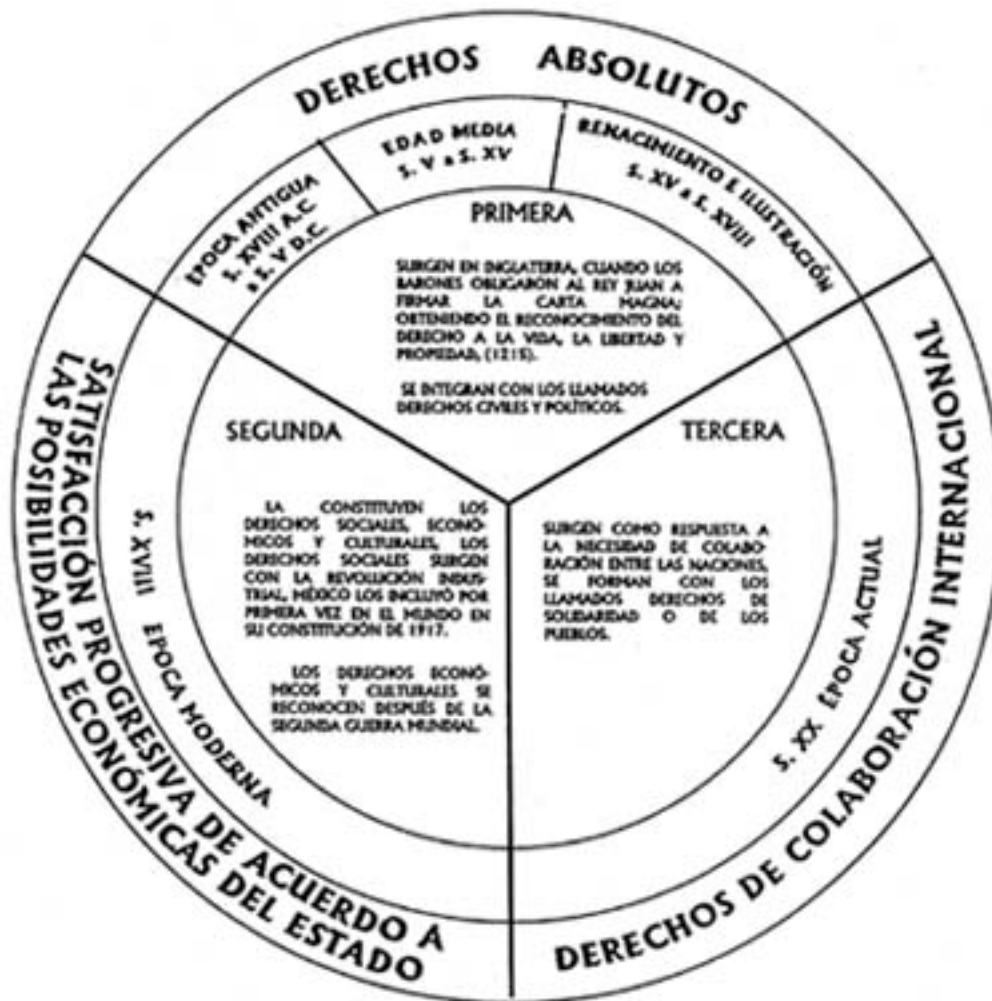 DERECHOS ABSOLUTOS
EPOCA ANTIGUA
S. XVIII A.C
a S. V D.C.
EDAD MEDIA
S. V a S. XV
RENACIMIENTO E ILUSTRACIÓN
S. XV a S. XVIII
PRIMERA
SURGEN EN INGLATERRA, CUANDO LOS
BARONES OBLIGARON AL REY JUAN A
FIRMAR LA CARTA MAGNA;
OBTENIENDO EL RECONOCIMIENTO DEL
DERECHO A LA VIDA, LA LIBERTAD Y
PROPIEDAD, (1215).
SE INTEGRAN CON LOS LLAMADOS
DERECHOS CIVILES Y POLÍTICOS.
SEGUNDA
LA CONSTITUYEN LOS
DERECHOS SOCIALES, ECONÓ-
MICOS Y CULTURALES, LOS
DERECHOS SOCIALES SURGEN
CON LA REVOLUCIÓN INDUS-
TRIAL, MÉXICO LOS INCLUYÓ POR
PRIMERA VEZ EN EL MUNDO EN
SU CONSTITUCIÓN DE 1917.
LOS DERECHOS ECONÓ-
MICOS Y CULTURALES SE
RECONOCEN DESPUÉS DE LA
SEGUNDA GUERRA MUNDIAL.
S. XVIII EPOCA MODERNA
SATISFACCIÓN PROGRESIVA DE ACUERDO A
LAS POSIBILIDADES ECONÓMICAS DEL ESTADO
TERCERA
SURGEN COMO RESPUESTA A
LA NECESIDAD DE COLABO-
RACIÓN ENTRE LAS NACIONES,
SE FORMAN CON LOS
LLAMADOS DERECHOS DE
SOLIDARIDAD O DE LOS
PUEBLOS.
S. XX EPOCA ACTUAL
DERECHOS DE COLABORACIÓN INTERNACIONAL